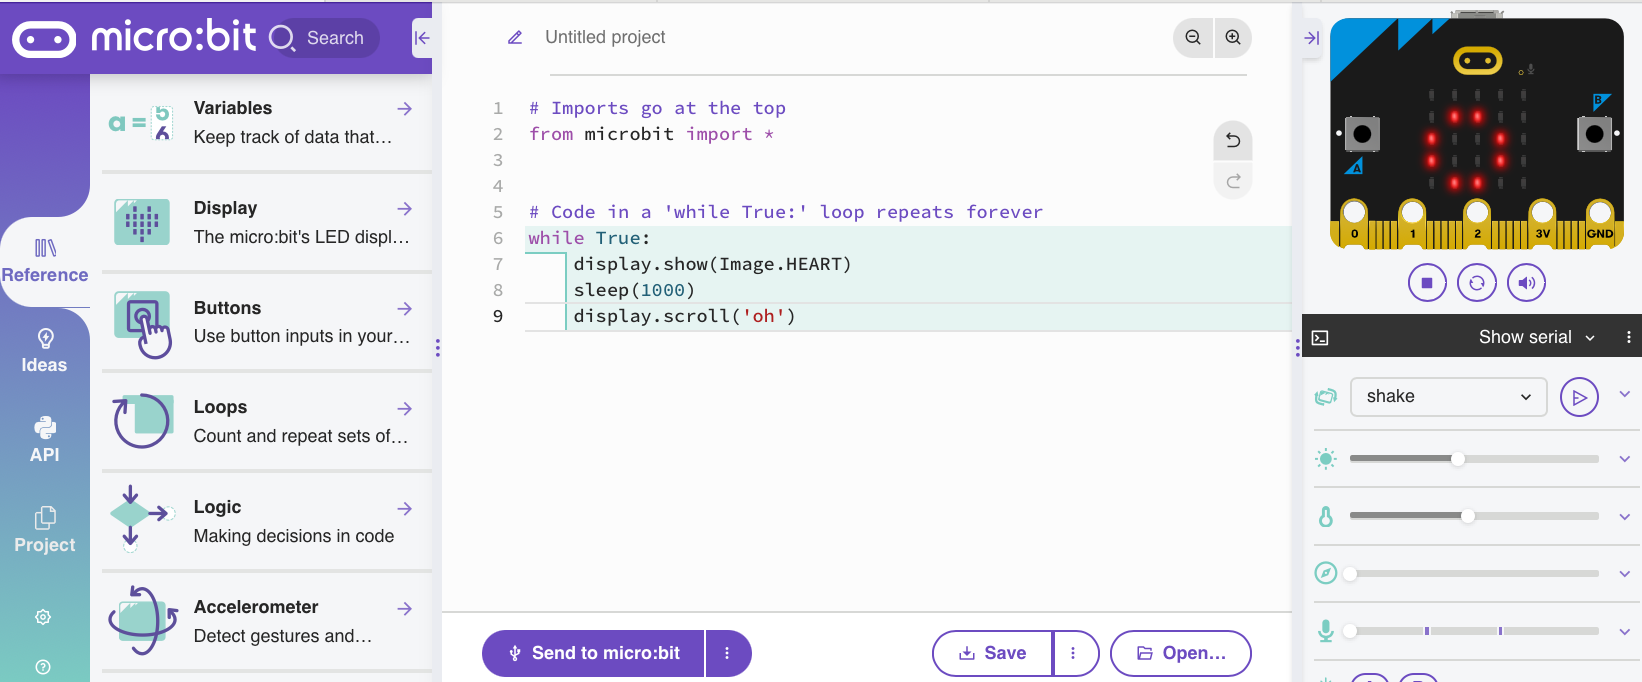 micro:bit
Search
Reference
Ideas
API
Project
a = 5
6
Variables
Keep track of data that…
Display
The micro:bit's LED displ…
Buttons
Use button inputs in your…
Loops
Count and repeat sets of…
Logic
Making decisions in code
Accelerometer
Detect gestures and…
Untitled project
1 # Imports go at the top
2 from microbit import *
3
4
5 # Code in a 'while True:' loop repeats forever
6 while True:
7 display.show(Image.HEART)
8 sleep(1000)
9 display.scroll('oh')
Send to micro:bit
Save
Open…
B
A
0 1 2 3V GND
Show serial
shake